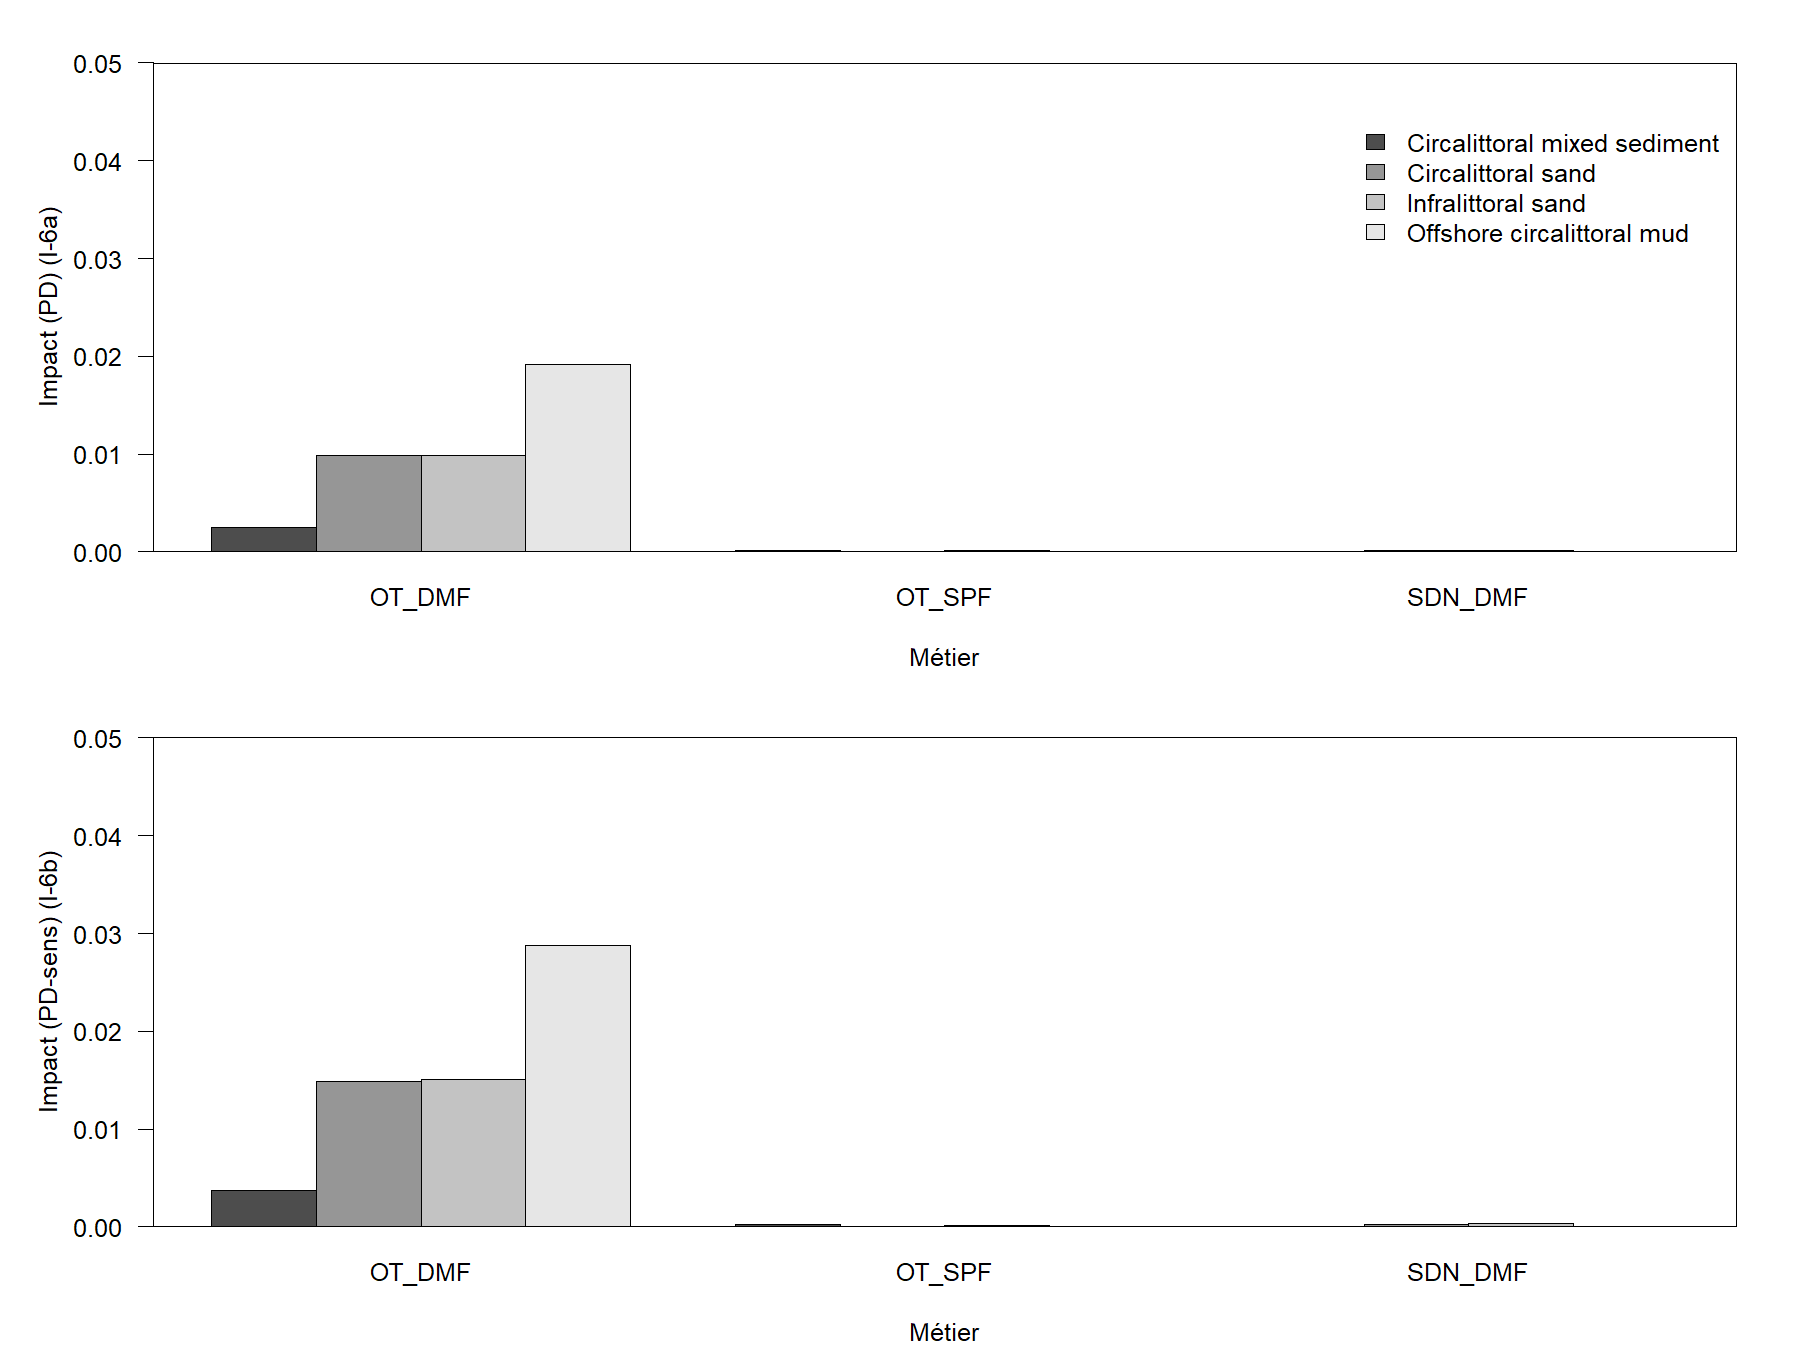 0.05
0.04
0.03
0.02
0.01
0.00
Impact (PD) (I-6a)
Circalittoral mixed sediment
Circalittoral sand
Infralittoral sand
Offshore circalittoral mud
OT_DMF
OT_SPF
SDN_DMF
Métier
0.05
0.04
0.03
0.02
0.01
0.00
Impact (PD-sens) (I-6b)
OT_DMF
OT_SPF
SDN_DMF
Métier